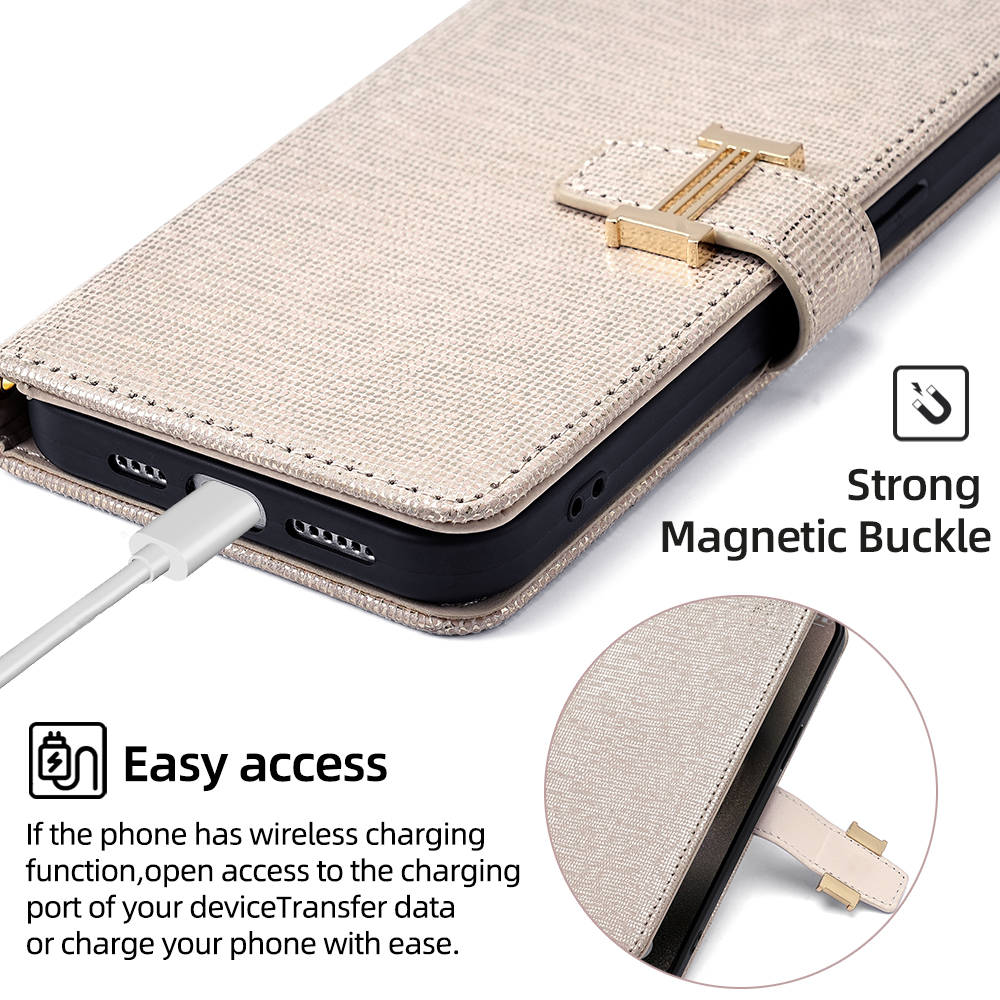 Strong
Magnetic Buckle
Easy access
If the phone has wireless charging
function,open access to the charging
port of your deviceTransfer data
or charge your phone with ease.